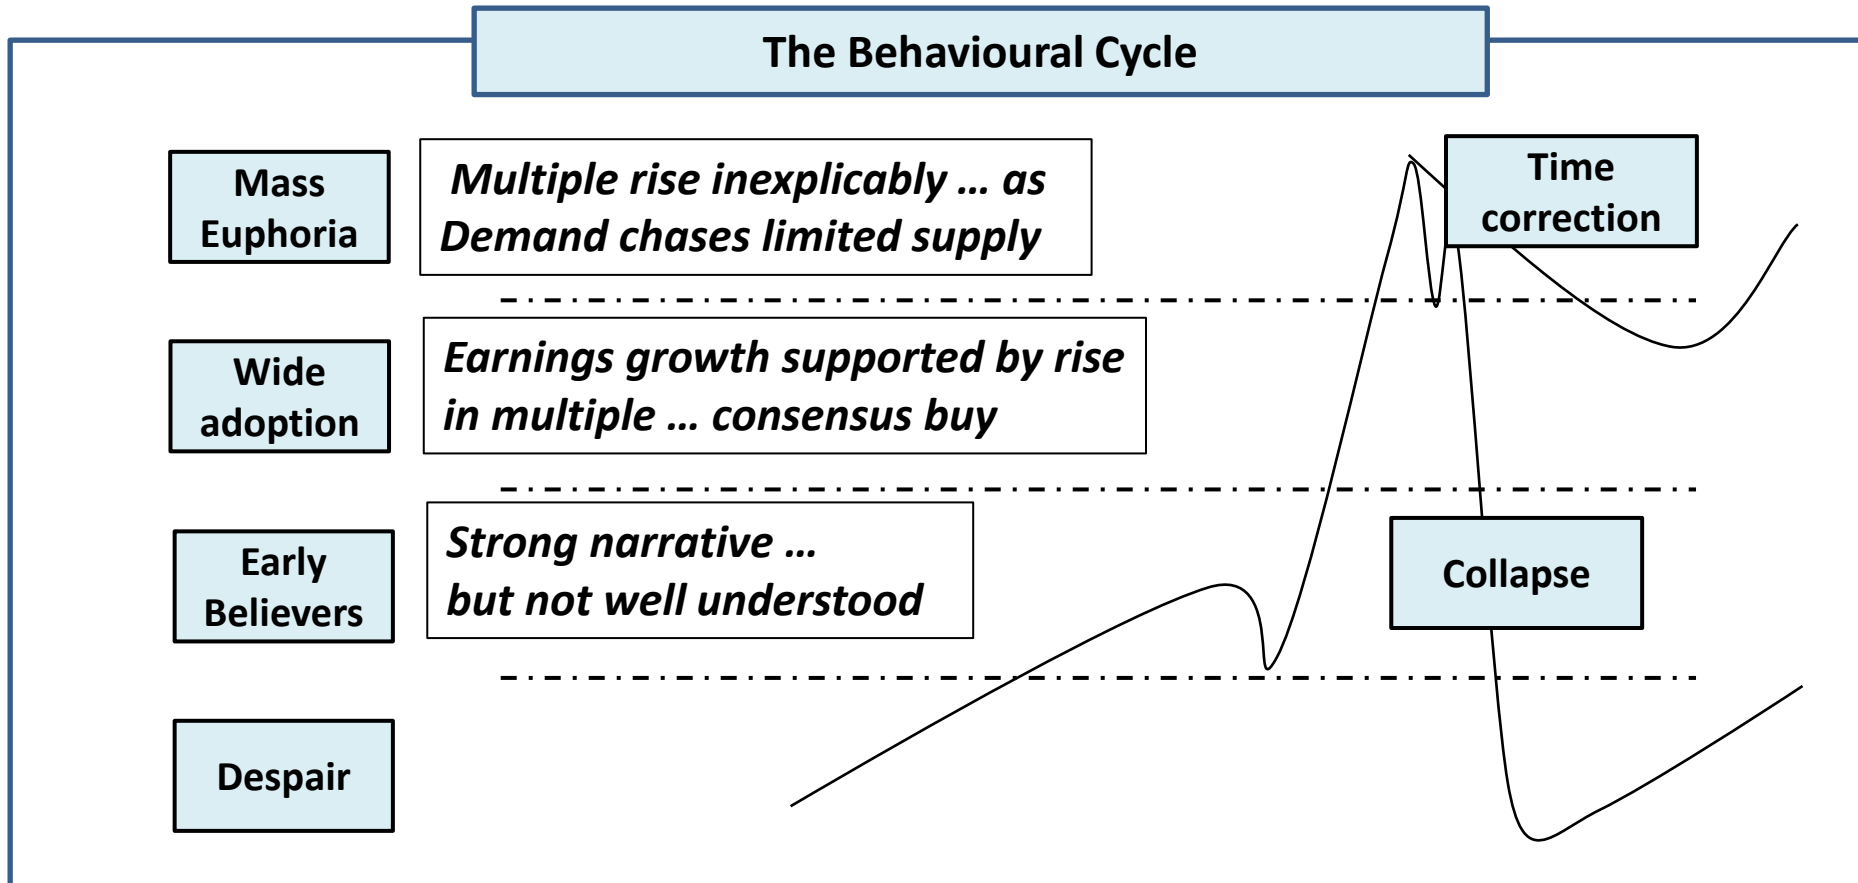 The Behavioural Cycle
Mass
Euphoria
Multiple rise inexplicably … as
Demand chases limited supply
Time
correction
Wide
adoption
Earnings growth supported by rise
in multiple … consensus buy
Early
Believers
Strong narrative …
but not well understood
Collapse
Despair